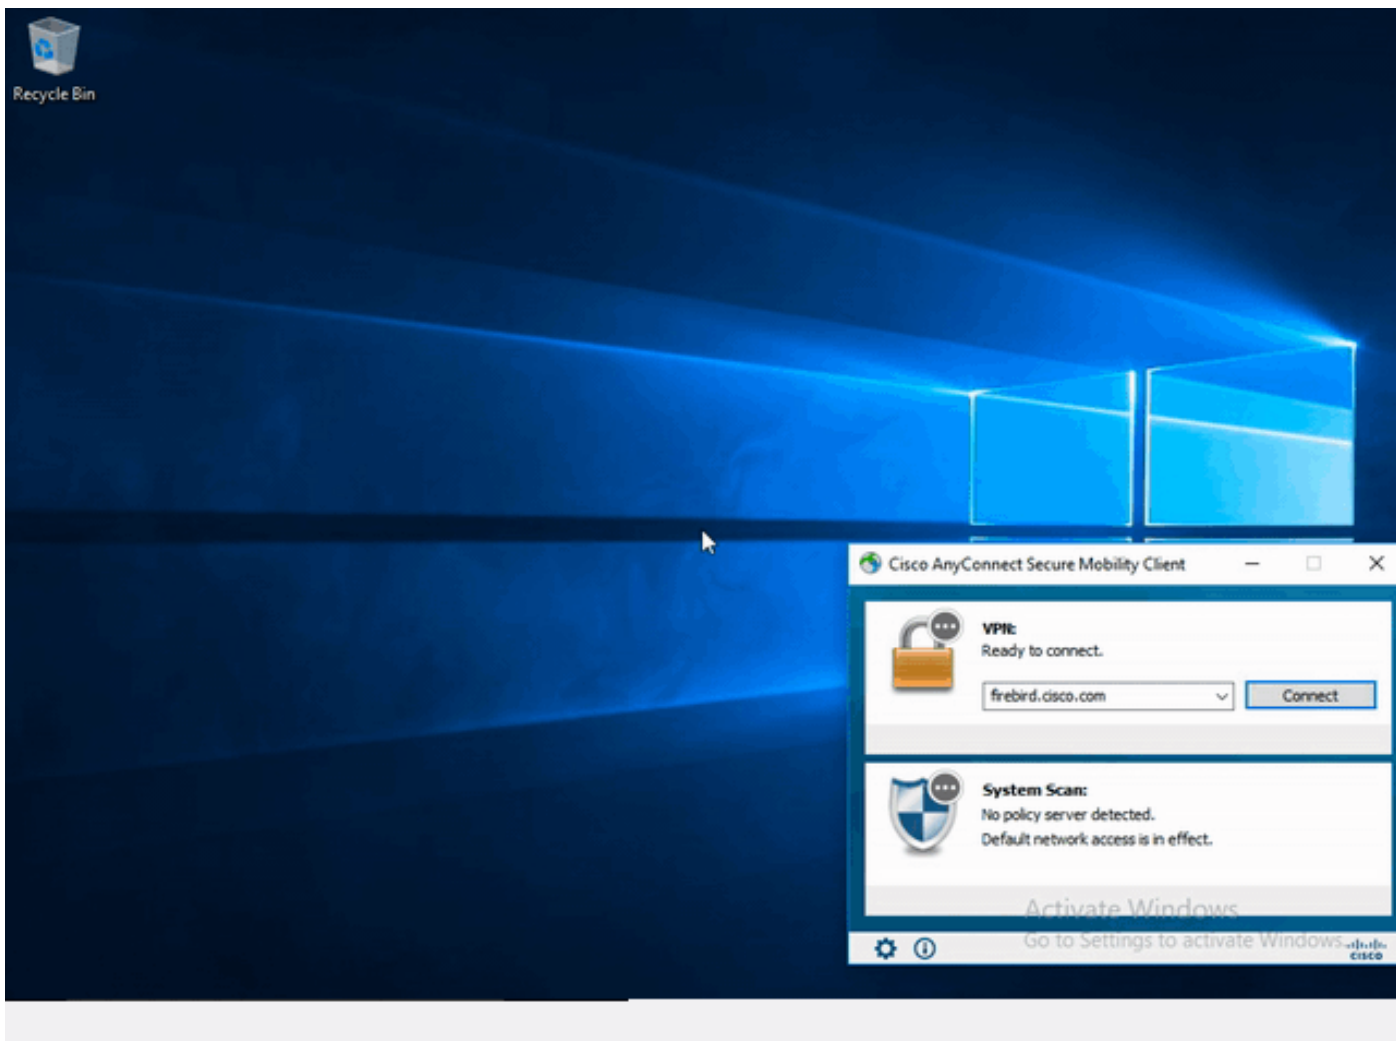 Recycle Bin
Cisco AnyConnect Secure Mobility Client
VPN:
Ready to connect.
firebird.cisco.com
Connect
System Scan:
No policy server detected.
Default network access is in effect.
Activate Windows
Go to Settings to activate Windows.
CISCO